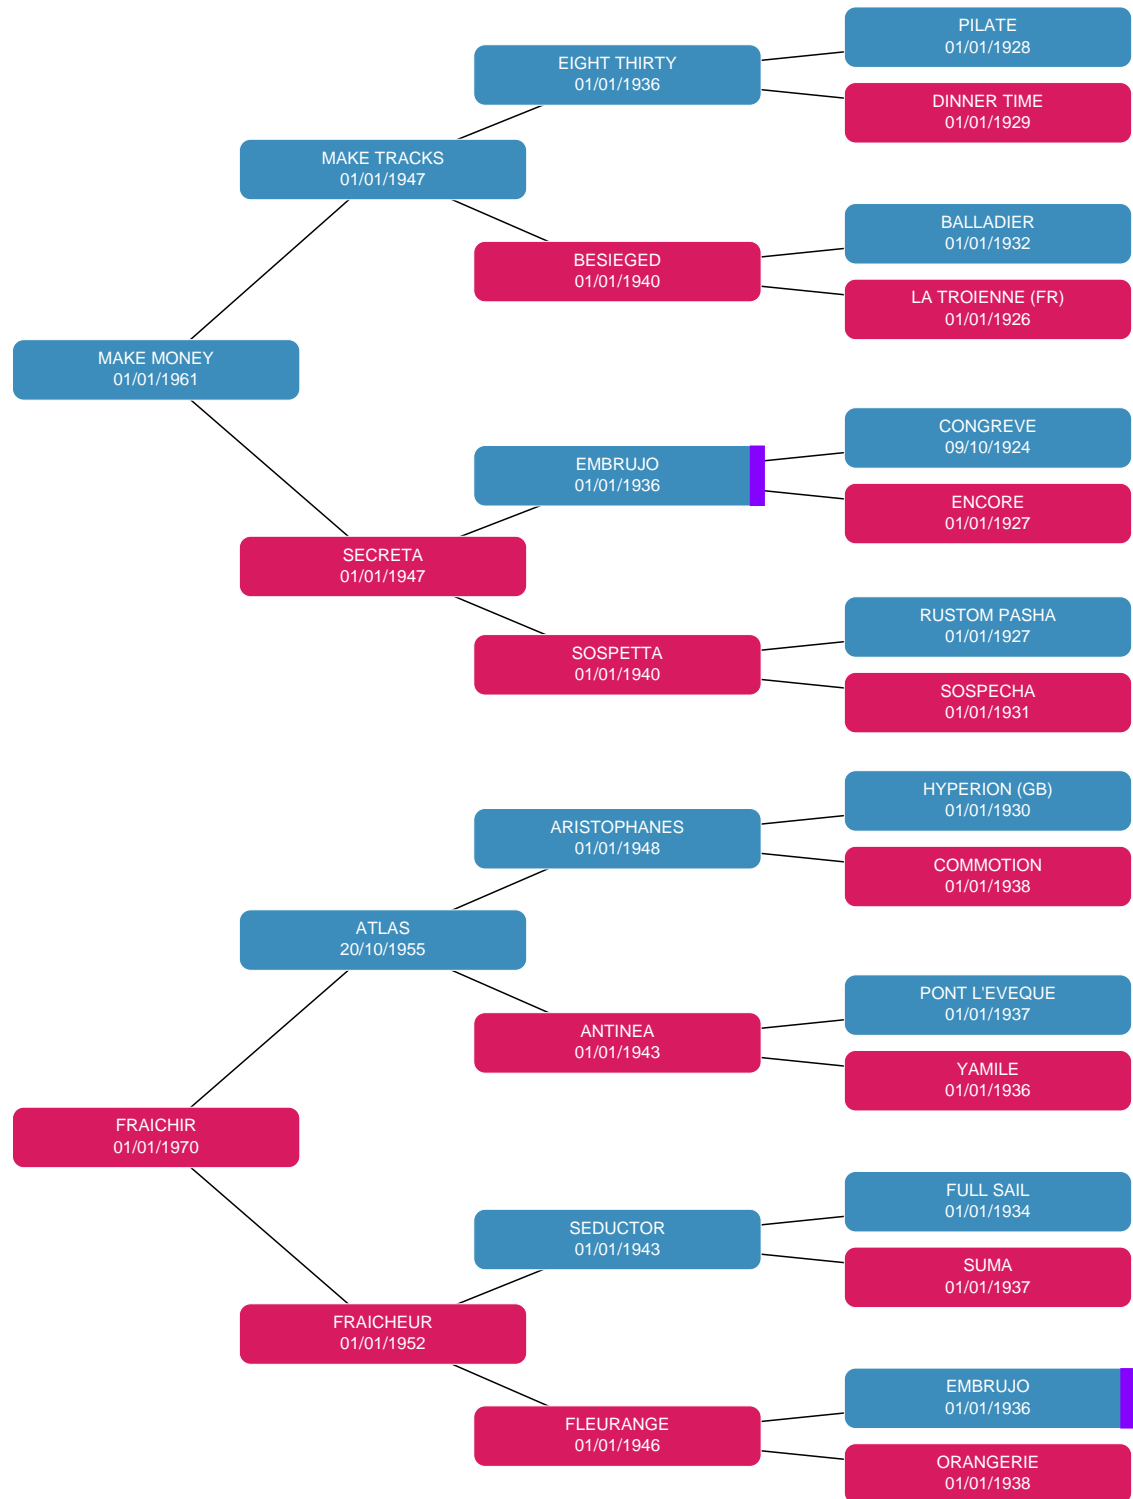 PILATE
01/01/1928
EIGHT THIRTY
01/01/1936
DINNER TIME
01/01/1929
MAKE TRACKS
01/01/1947
BALLADIER
01/01/1932
BESIEGED
01/01/1940
LA TROIENNE (FR)
01/01/1926
MAKE MONEY
01/01/1961
CONGREVE
09/10/1924
EMBRUJO
01/01/1936
ENCORE
01/01/1927
SECRETA
01/01/1947
RUSTOM PASHA
01/01/1927
SOSPETTA
01/01/1940
SOSPECHA
01/01/1931
HYPERION (GB)
01/01/1930
ARISTOPHANES
01/01/1948
COMMOTION
01/01/1938
ATLAS
20/10/1955
PONT L'EVEQUE
01/01/1937
ANTINEA
01/01/1943
YAMILE
01/01/1936
FRAICHIR
01/01/1970
FULL SAIL
01/01/1934
SEDUCTOR
01/01/1943
SUMA
01/01/1937
FRAICHEUR
01/01/1952
EMBRUJO
01/01/1936
FLEURANGE
01/01/1946
ORANGERIE
01/01/1938